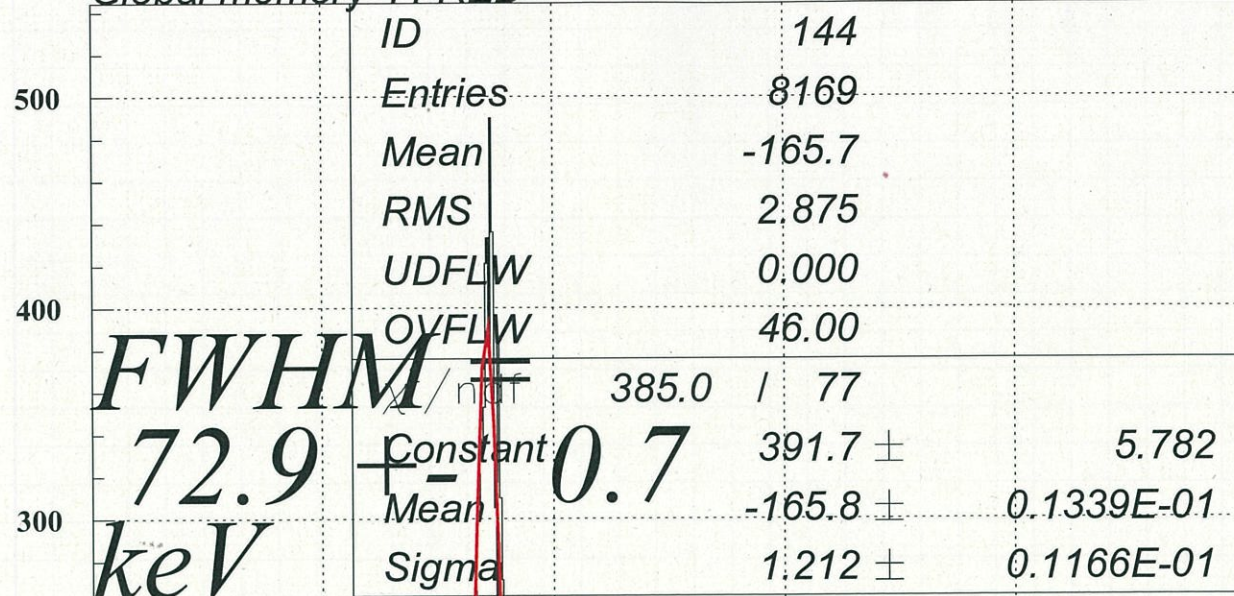 ID 144
500
Entries 8169
Mean -165.7
RMS 2.875
UDFLW 0.000
400
OVFLW 46.00
FWHM =
/ndf 385.0 / 77
72.9 +- 0.7
Constant 391.7 ± 5.782
Mean -165.8 ± 0.1339E-01
300
keV
Sigma 1.212 ± 0.1166E-01